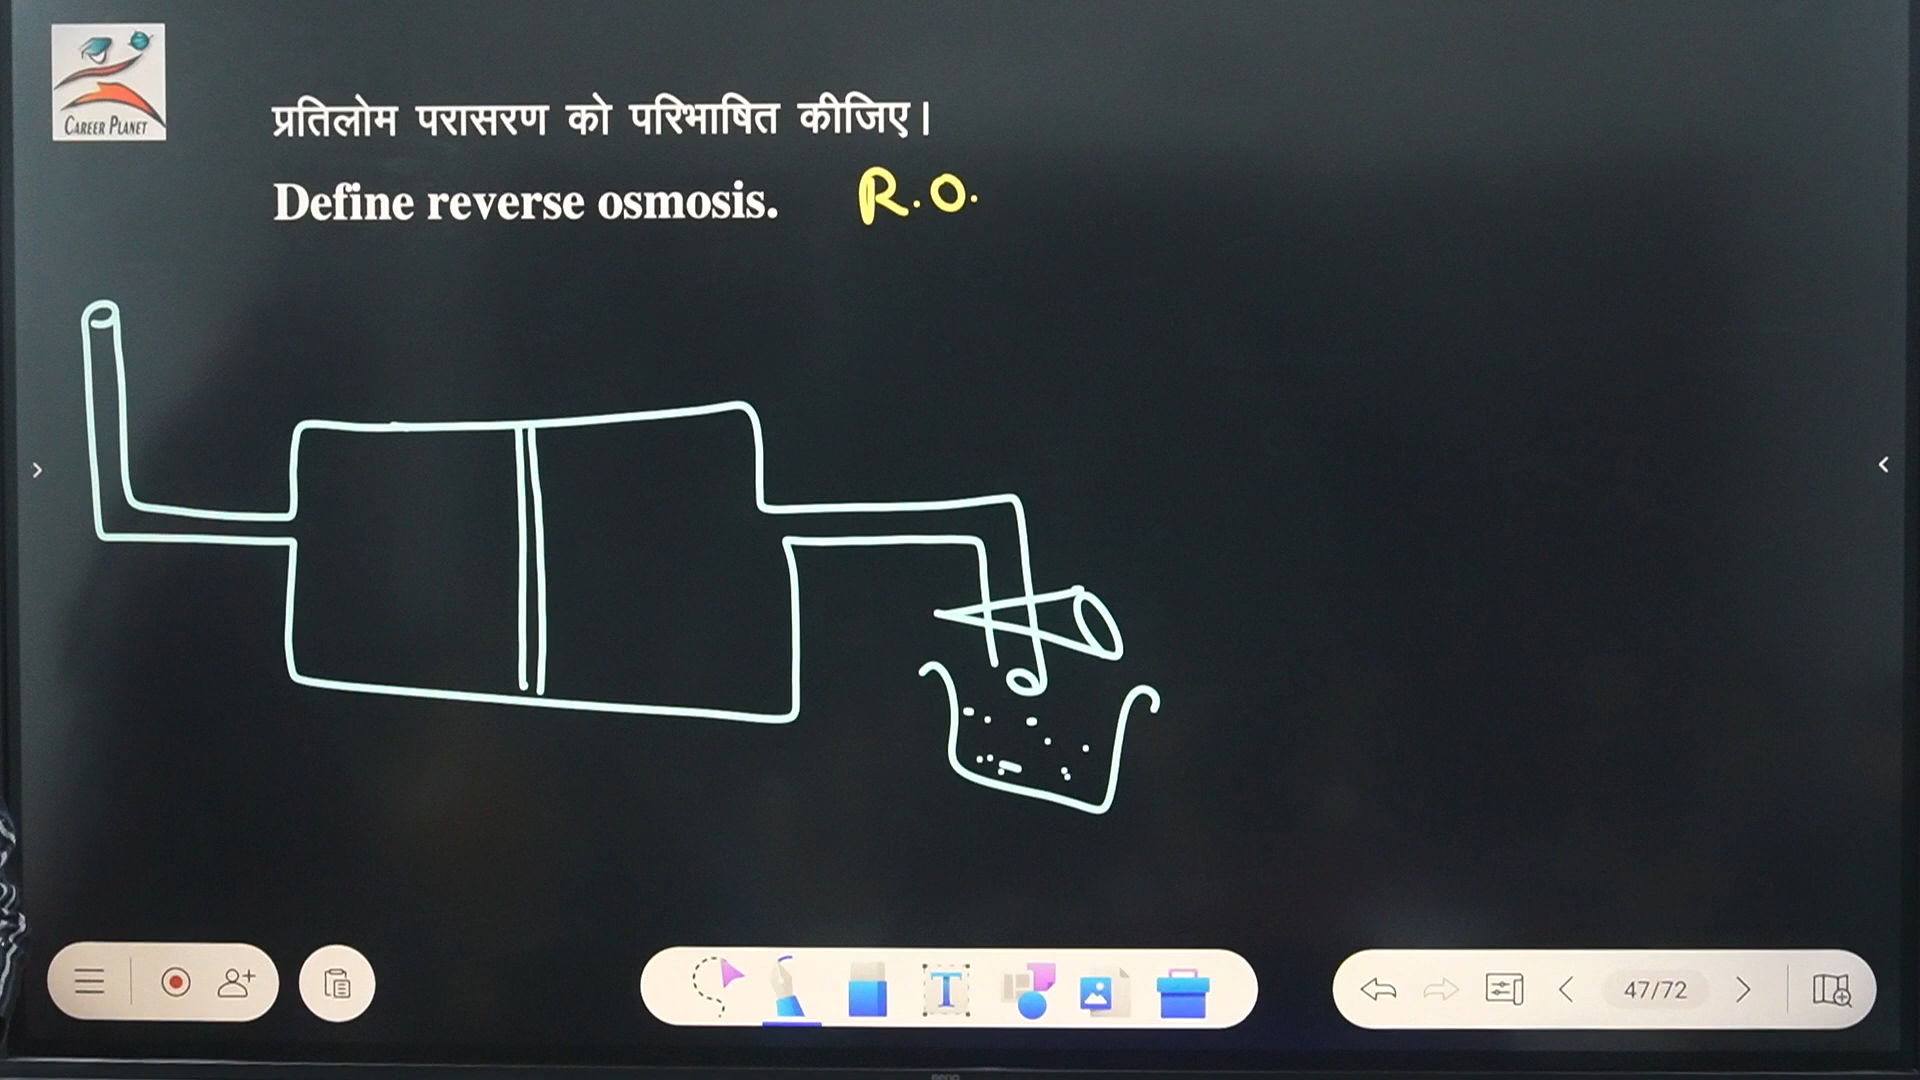 CAREER PLANET
प्रतिलोम परासरण को परिभाषित कीजिए।
Define reverse osmosis. R.O.
T
47/72